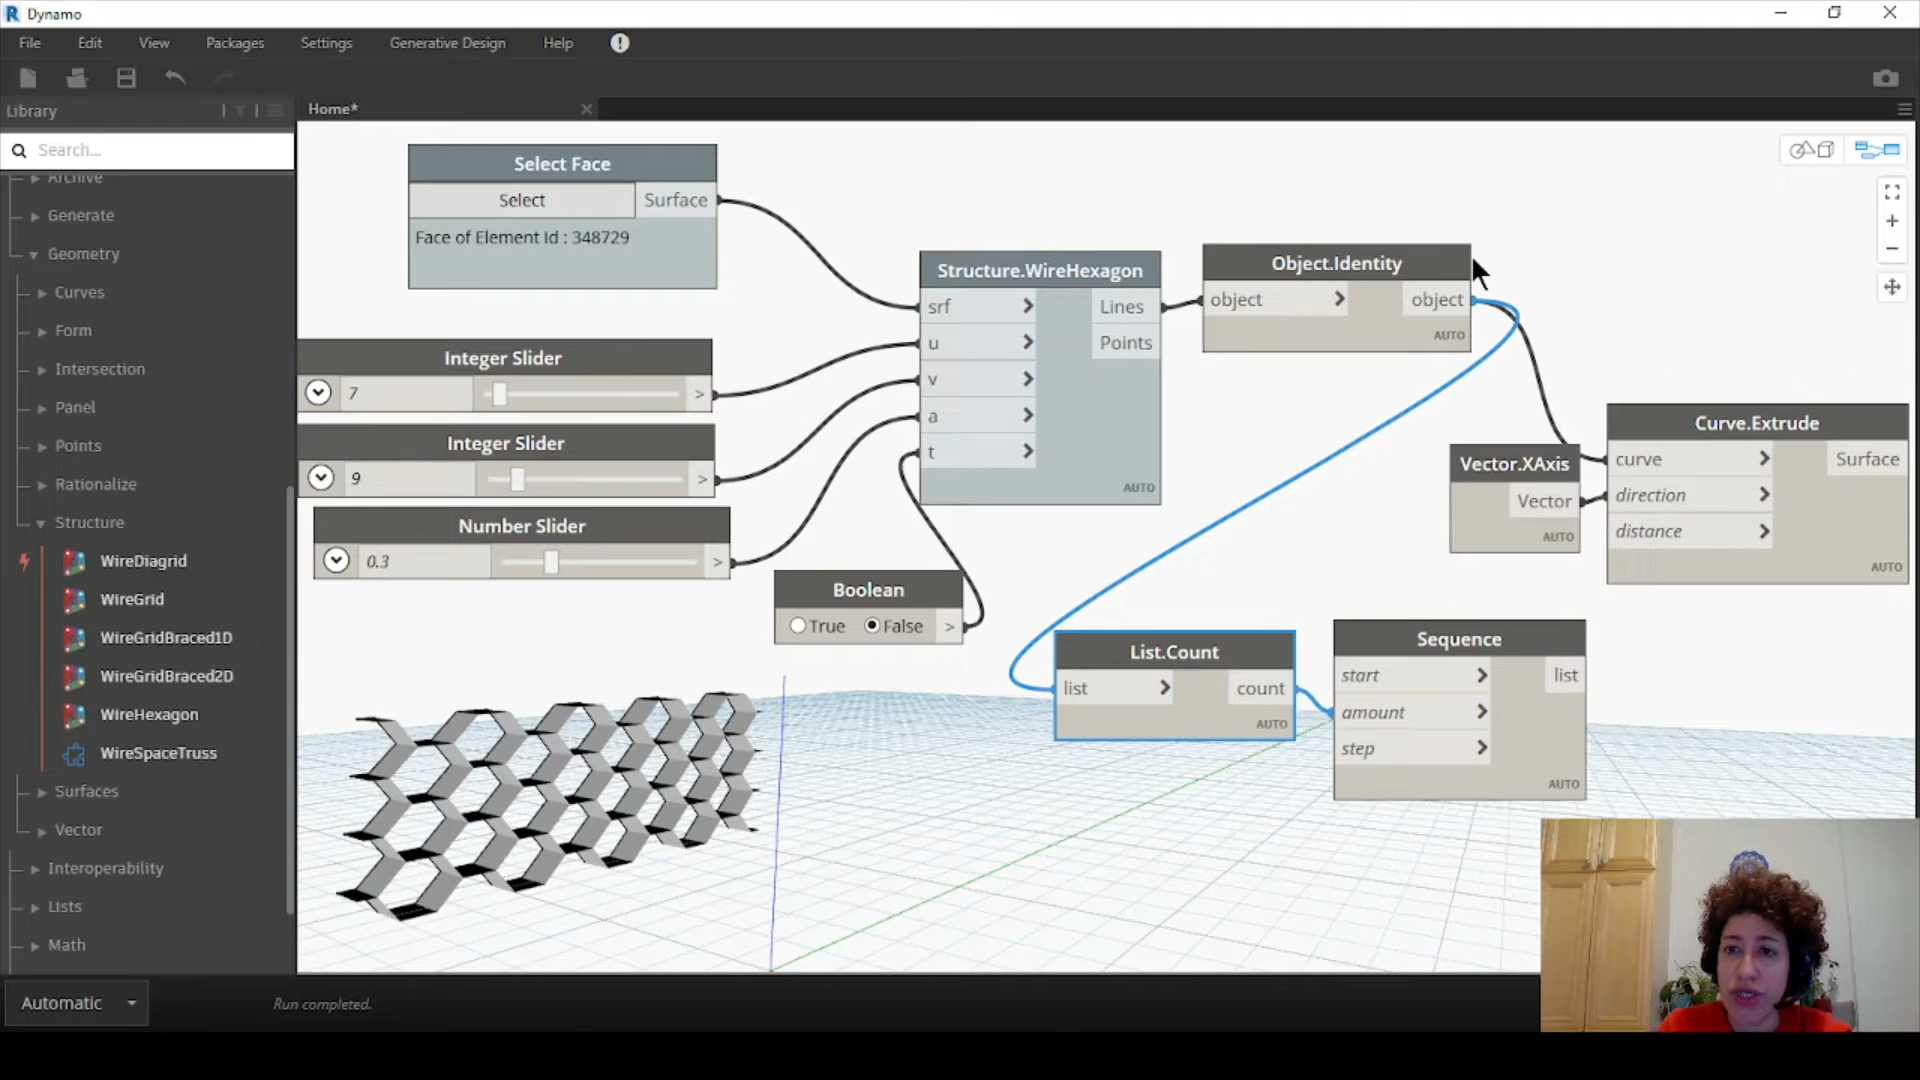 Dynamo
File Edit View Packages Settings Generative Design Help
Library
Home*
Search...
Archive
Generate
Geometry
Curves
Form
Intersection
Panel
Points
Rationalize
Structure
WireDiagrid
WireGrid
WireGridBraced1D
WireGridBraced2D
WireHexagon
WireSpaceTruss
Surfaces
Vector
Interoperability
Lists
Math
Automatic
Run completed.
Select Face
Select Surface
Face of Element Id : 348729
Integer Slider
7 >
Integer Slider
9 >
Number Slider
0.3 >
Boolean
True False >
Structure.WireHexagon
srf > Lines
u > Points
v >
a >
t >
AUTO
Object.Identity
object > object
AUTO
Vector.XAxis
Vector
AUTO
Curve.Extrude
curve > Surface
direction >
distance >
AUTO
List.Count
list > count
AUTO
Sequence
start > list
amount >
step >
AUTO